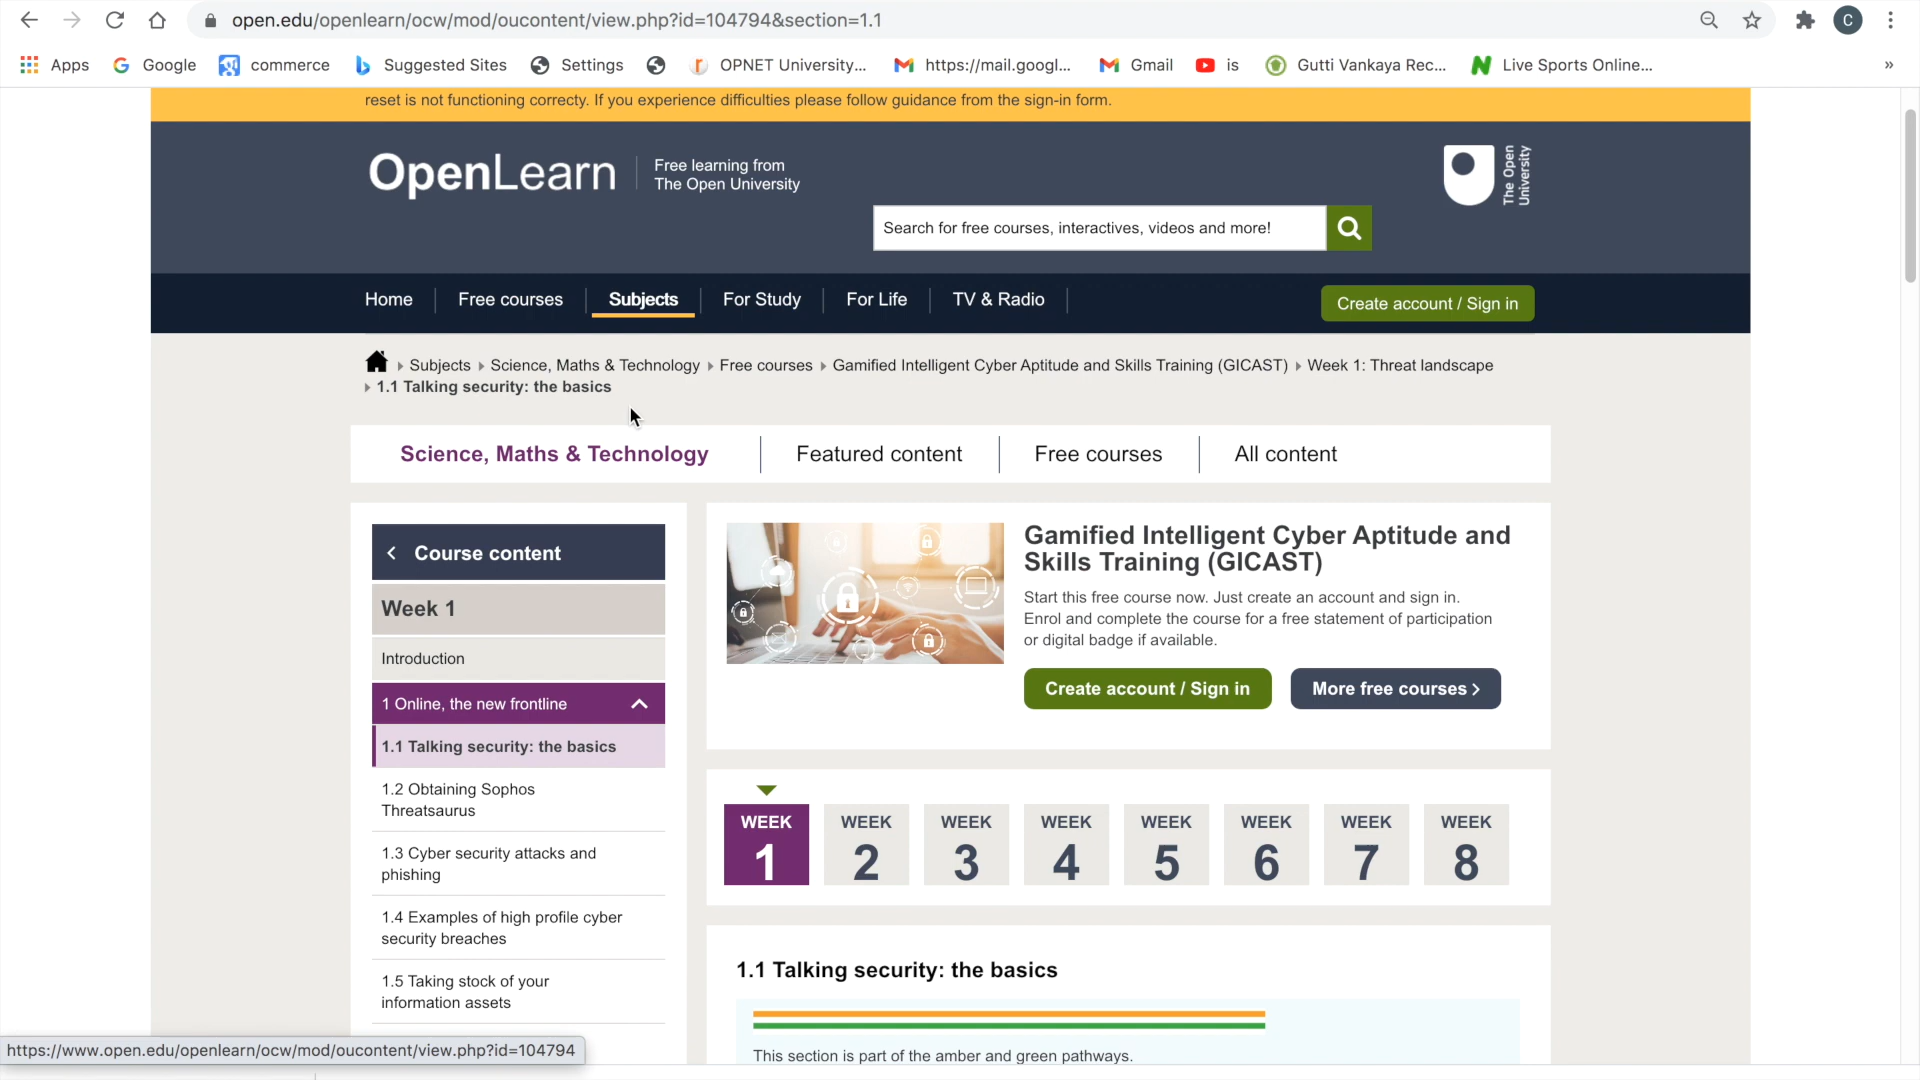 open.edu/openlearn/ocw/mod/oucontent/view.php?id=104794&section=1.1
C
Apps
Google
commerce
Suggested Sites
Settings
OPNET University...
https://mail.googl...
Gmail
is
Gutti Vankaya Rec...
Live Sports Online...
»
reset is not functioning correcty. If you experience difficulties please follow guidance from the sign-in form.
OpenLearn
Free learning from
The Open University
The Open
University
Search for free courses, interactives, videos and more!
Home
Free courses
Subjects
For Study
For Life
TV & Radio
Create account / Sign in
Subjects
Science, Maths & Technology
Free courses
Gamified Intelligent Cyber Aptitude and Skills Training (GICAST)
Week 1: Threat landscape
1.1 Talking security: the basics
Science, Maths & Technology
Featured content
Free courses
All content
Course content
Week 1
Introduction
1 Online, the new frontline
1.1 Talking security: the basics
1.2 Obtaining Sophos
Threatsaurus
1.3 Cyber security attacks and
phishing
1.4 Examples of high profile cyber
security breaches
1.5 Taking stock of your
information assets
Gamified Intelligent Cyber Aptitude and
Skills Training (GICAST)
Start this free course now. Just create an account and sign in.
Enrol and complete the course for a free statement of participation
or digital badge if available.
Create account / Sign in
More free courses
WEEK
1
WEEK
2
WEEK
3
WEEK
4
WEEK
5
WEEK
6
WEEK
7
WEEK
8
1.1 Talking security: the basics
This section is part of the amber and green pathways.
https://www.open.edu/openlearn/ocw/mod/oucontent/view.php?id=104794